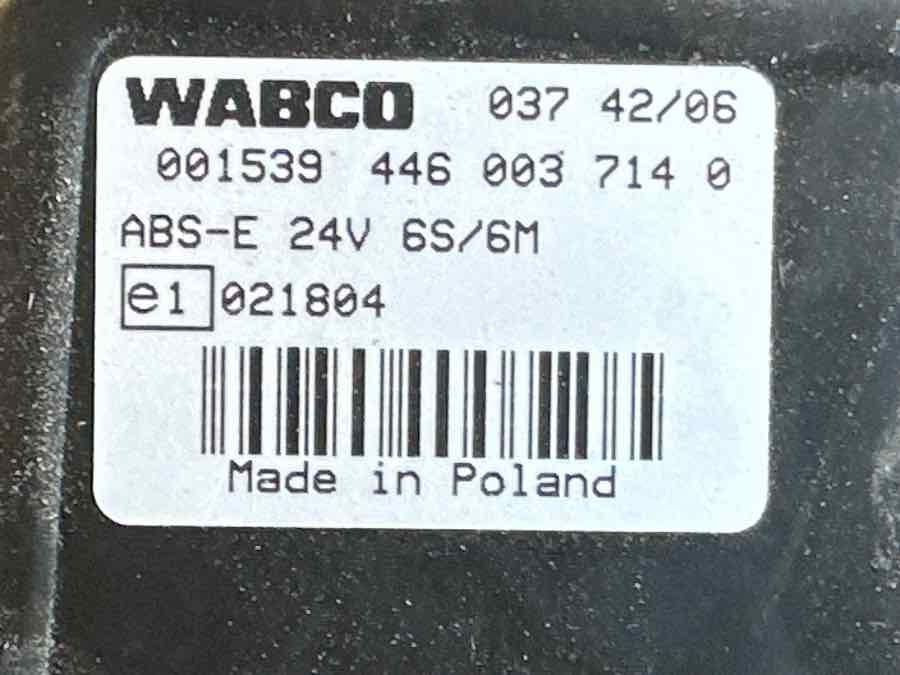 WABCO 037 42/06
001539 446 003 714 0
ABS-E 24V 6S/6M
e1 021804
Made in Poland